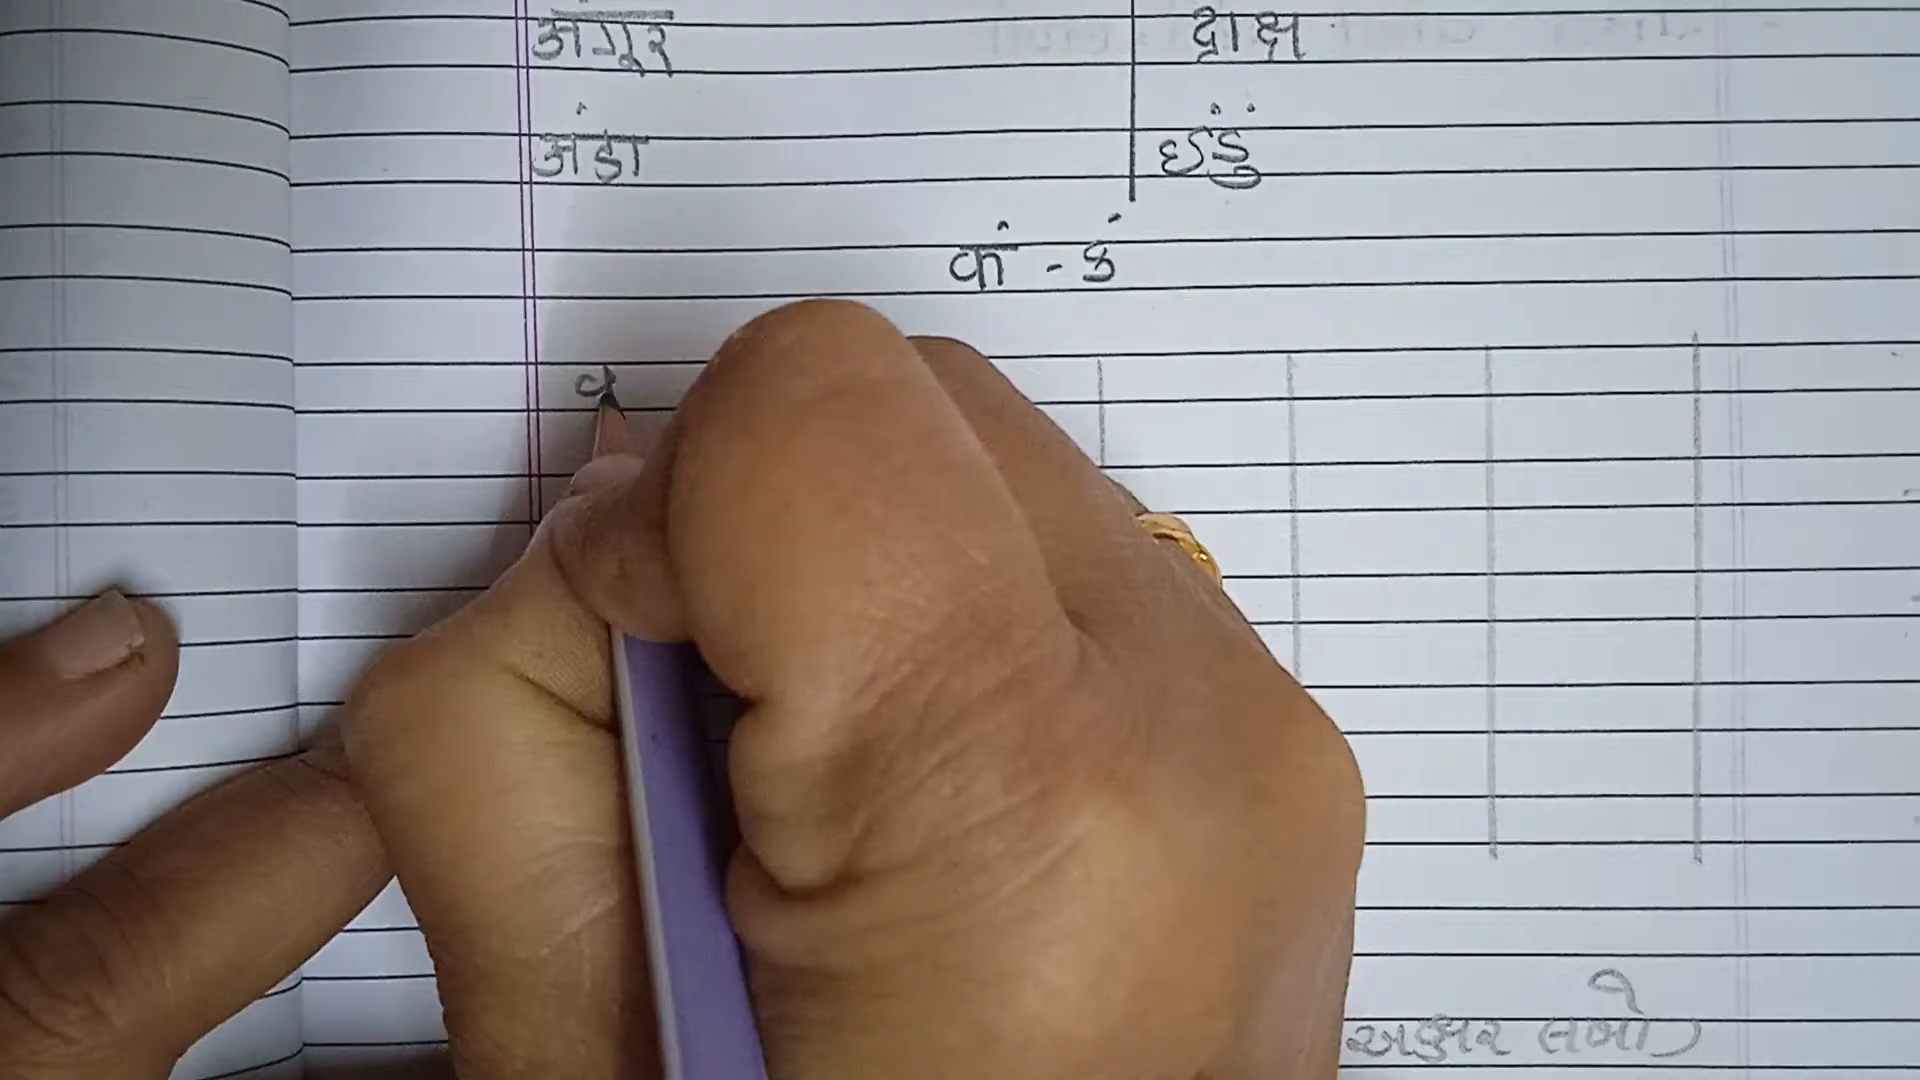 अंगूर દ્રાક્ષ
अंडा ઈંડું
कं - કં
व
અક્ષર લખો